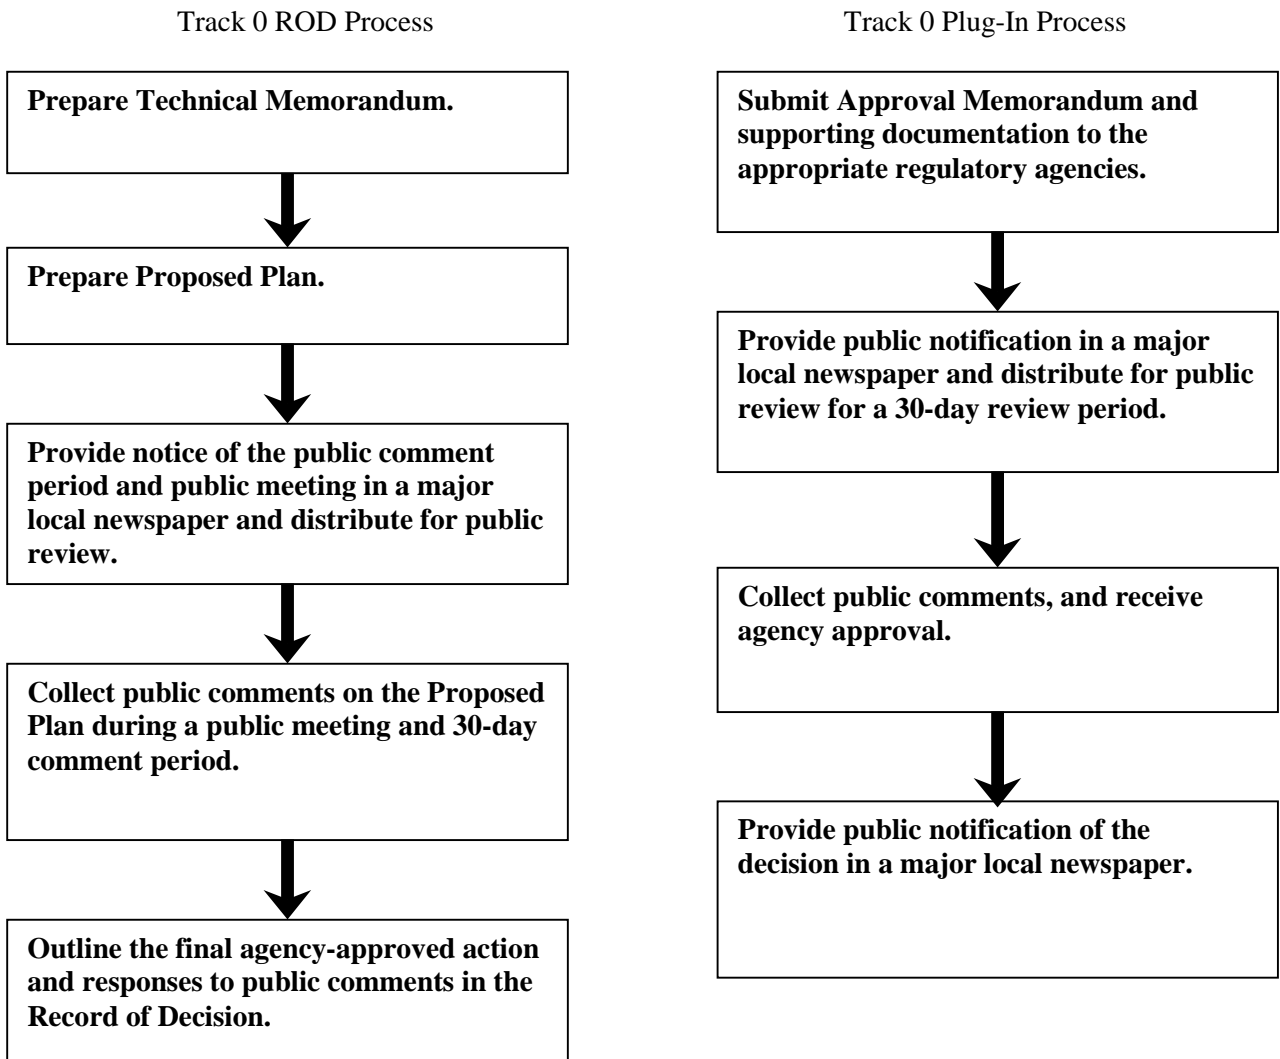 Track 0 ROD Process
Prepare Technical Memorandum.
Prepare Proposed Plan.
Provide notice of the public comment
period and public meeting in a major
local newspaper and distribute for public
review.
Collect public comments on the Proposed
Plan during a public meeting and 30-day
comment period.
Outline the final agency-approved action
and responses to public comments in the
Record of Decision.
Track 0 Plug-In Process
Submit Approval Memorandum and
supporting documentation to the
appropriate regulatory agencies.
Provide public notification in a major
local newspaper and distribute for public
review for a 30-day review period.
Collect public comments, and receive
agency approval.
Provide public notification of the
decision in a major local newspaper.